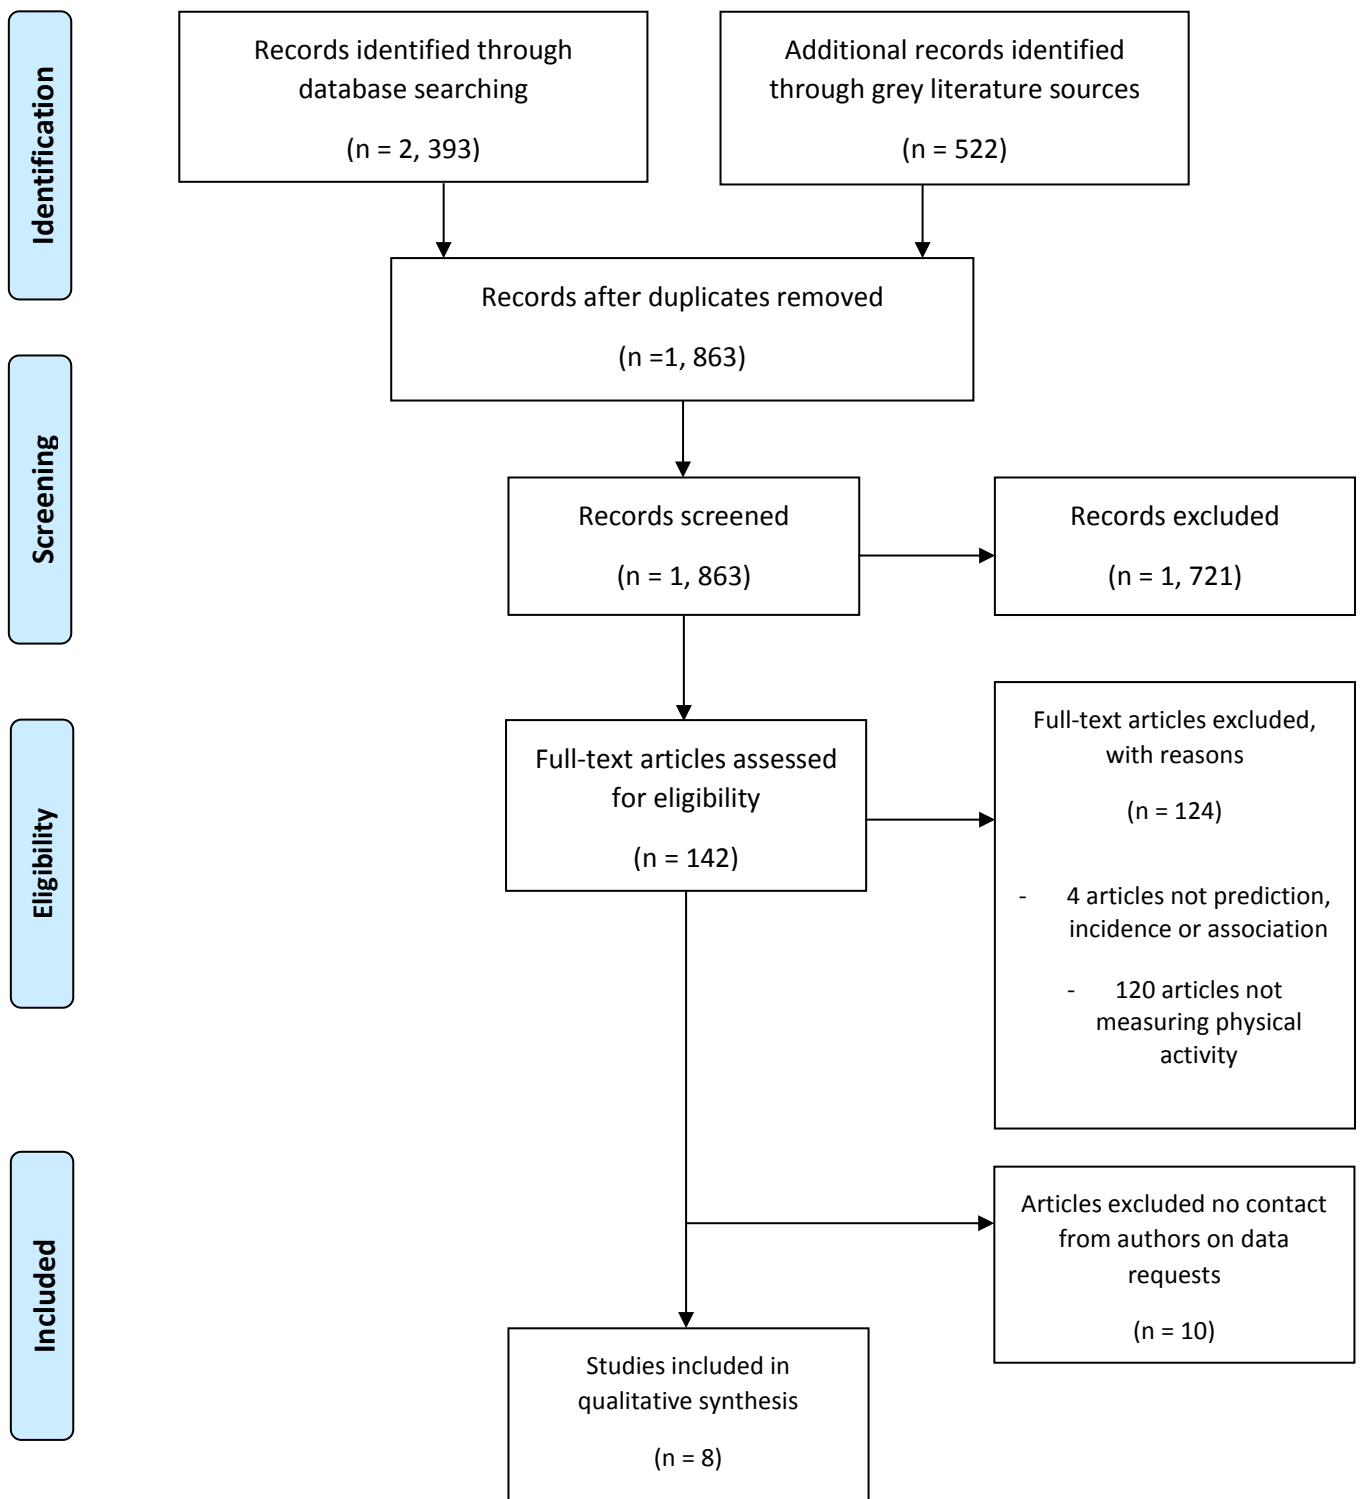 Identification
Records identified through
database searching
(n = 2, 393)
Additional records identified
through grey literature sources
(n = 522)
Records after duplicates removed
(n =1, 863)
Screening
Records screened
(n = 1, 863)
Records excluded
(n = 1, 721)
Eligibility
Full-text articles assessed
for eligibility
(n = 142)
Full-text articles excluded,
with reasons
(n = 124)
- 4 articles not prediction,
incidence or association
- 120 articles not
measuring physical
activity
Included
Articles excluded no contact
from authors on data
requests
(n = 10)
Studies included in
qualitative synthesis
(n = 8)